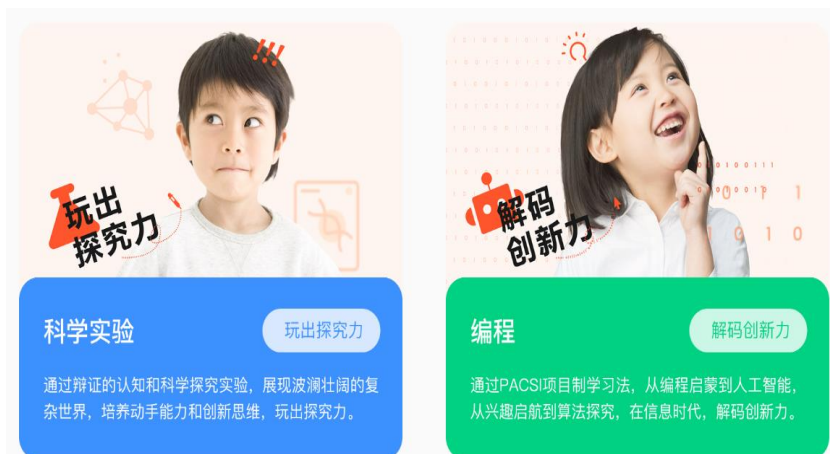 !!!
玩出
探究力
科学实验
玩出探究力
通过辩证的认知和科学探究实验，展现波澜壮阔的复
杂世界，培养动手能力和创新思维，玩出探究力。
解码
创新力
编程
解码创新力
通过PACSI项目制学习法，从编程启蒙到人工智能，
从兴趣启航到算法探究，在信息时代，解码创新力。